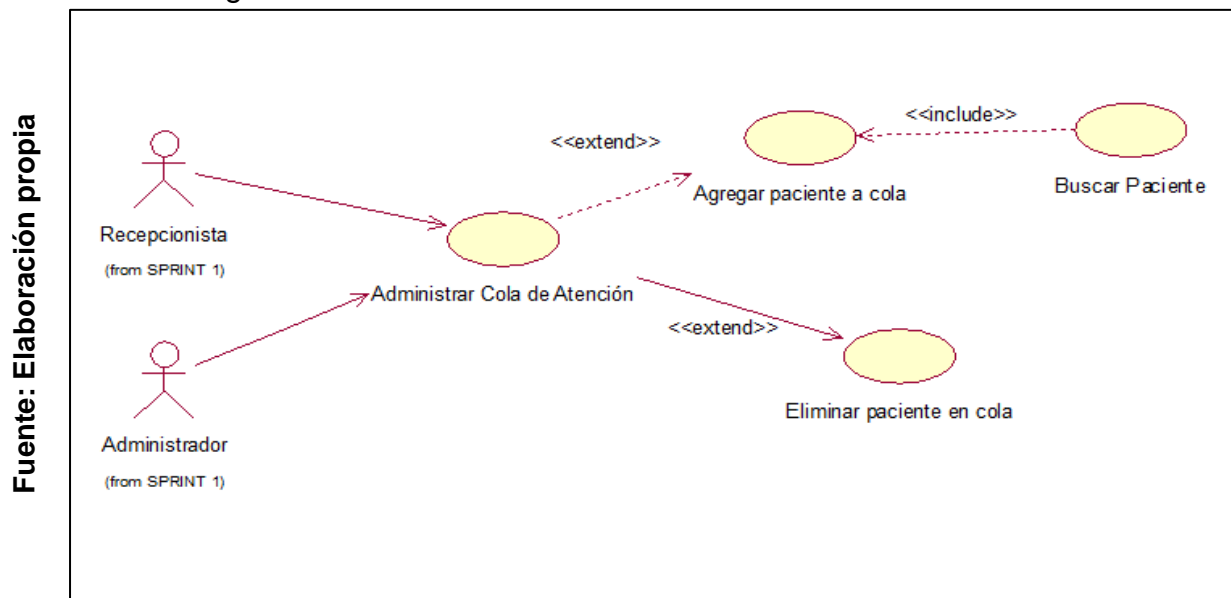 Fuente: Elaboración propia
<<extend>>
<<include>>
Agregar paciente a cola
Buscar Paciente
Recepcionista
(from SPRINT 1)
Administrar Cola de Atención
<<extend>>
Eliminar paciente en cola
Administrador
(from SPRINT 1)